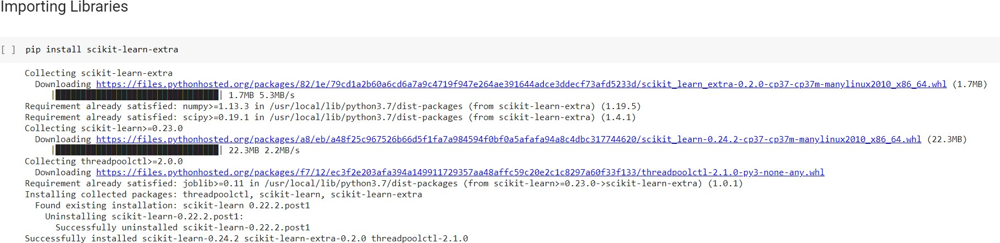 Importing Libraries
[ ] pip install scikit-learn-extra
Collecting scikit-learn-extra
Downloading https://files.pythonhosted.org/packages/82/1e/79cd1a2b60a6cd6a7a9c4719f947e264ae391644adce3ddecf73afd5233d/scikit_learn_extra-0.2.0-cp37-cp37m-manylinux2010_x86_64.whl (1.7MB)
|████████████████████████████████| 1.7MB 5.3MB/s
Requirement already satisfied: numpy>=1.13.3 in /usr/local/lib/python3.7/dist-packages (from scikit-learn-extra) (1.19.5)
Requirement already satisfied: scipy>=0.19.1 in /usr/local/lib/python3.7/dist-packages (from scikit-learn-extra) (1.4.1)
Collecting scikit-learn>=0.23.0
Downloading https://files.pythonhosted.org/packages/a8/eb/a48f25c967526b66d5f1fa7a984594f0bf0a5afafa94a8c4dbc317744620/scikit_learn-0.24.2-cp37-cp37m-manylinux2010_x86_64.whl (22.3MB)
|████████████████████████████████| 22.3MB 2.2MB/s
Collecting threadpoolctl>=2.0.0
Downloading https://files.pythonhosted.org/packages/f7/12/ec3f2e203afa394a149911729357aa48affc59c20e2c1c8297a60f33f133/threadpoolctl-2.1.0-py3-none-any.whl
Requirement already satisfied: joblib>=0.11 in /usr/local/lib/python3.7/dist-packages (from scikit-learn>=0.23.0->scikit-learn-extra) (1.0.1)
Installing collected packages: threadpoolctl, scikit-learn, scikit-learn-extra
Found existing installation: scikit-learn 0.22.2.post1
Uninstalling scikit-learn-0.22.2.post1:
Successfully uninstalled scikit-learn-0.22.2.post1
Successfully installed scikit-learn-0.24.2 scikit-learn-extra-0.2.0 threadpoolctl-2.1.0